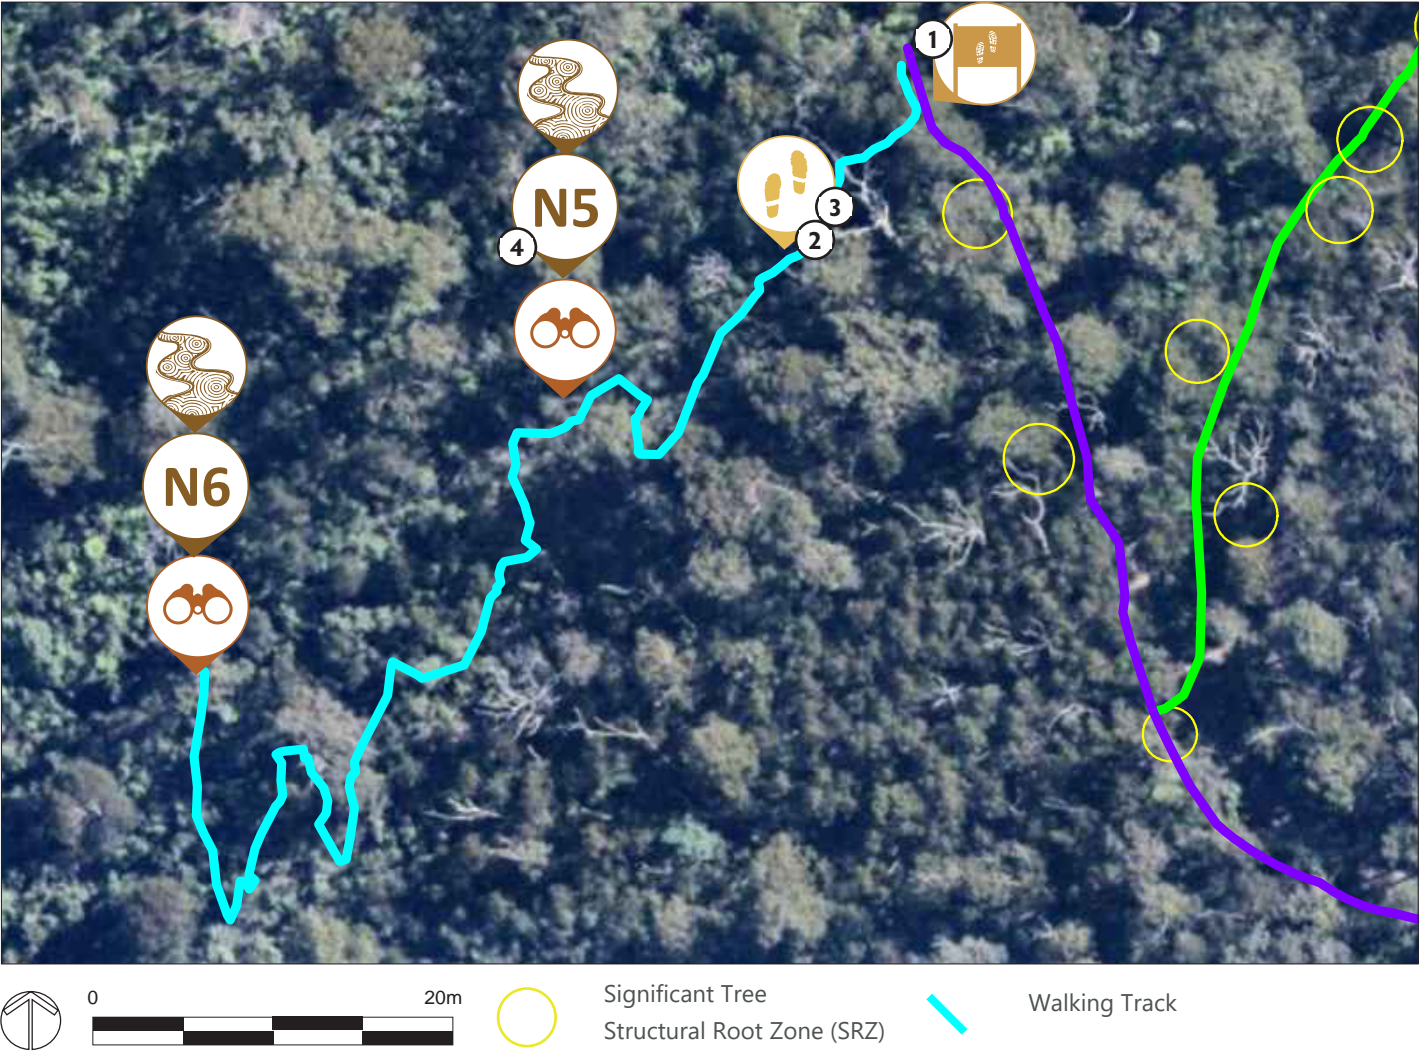 1
3
N5
2
4
N6
0 20m
Significant Tree
Structural Root Zone (SRZ)
Walking Track